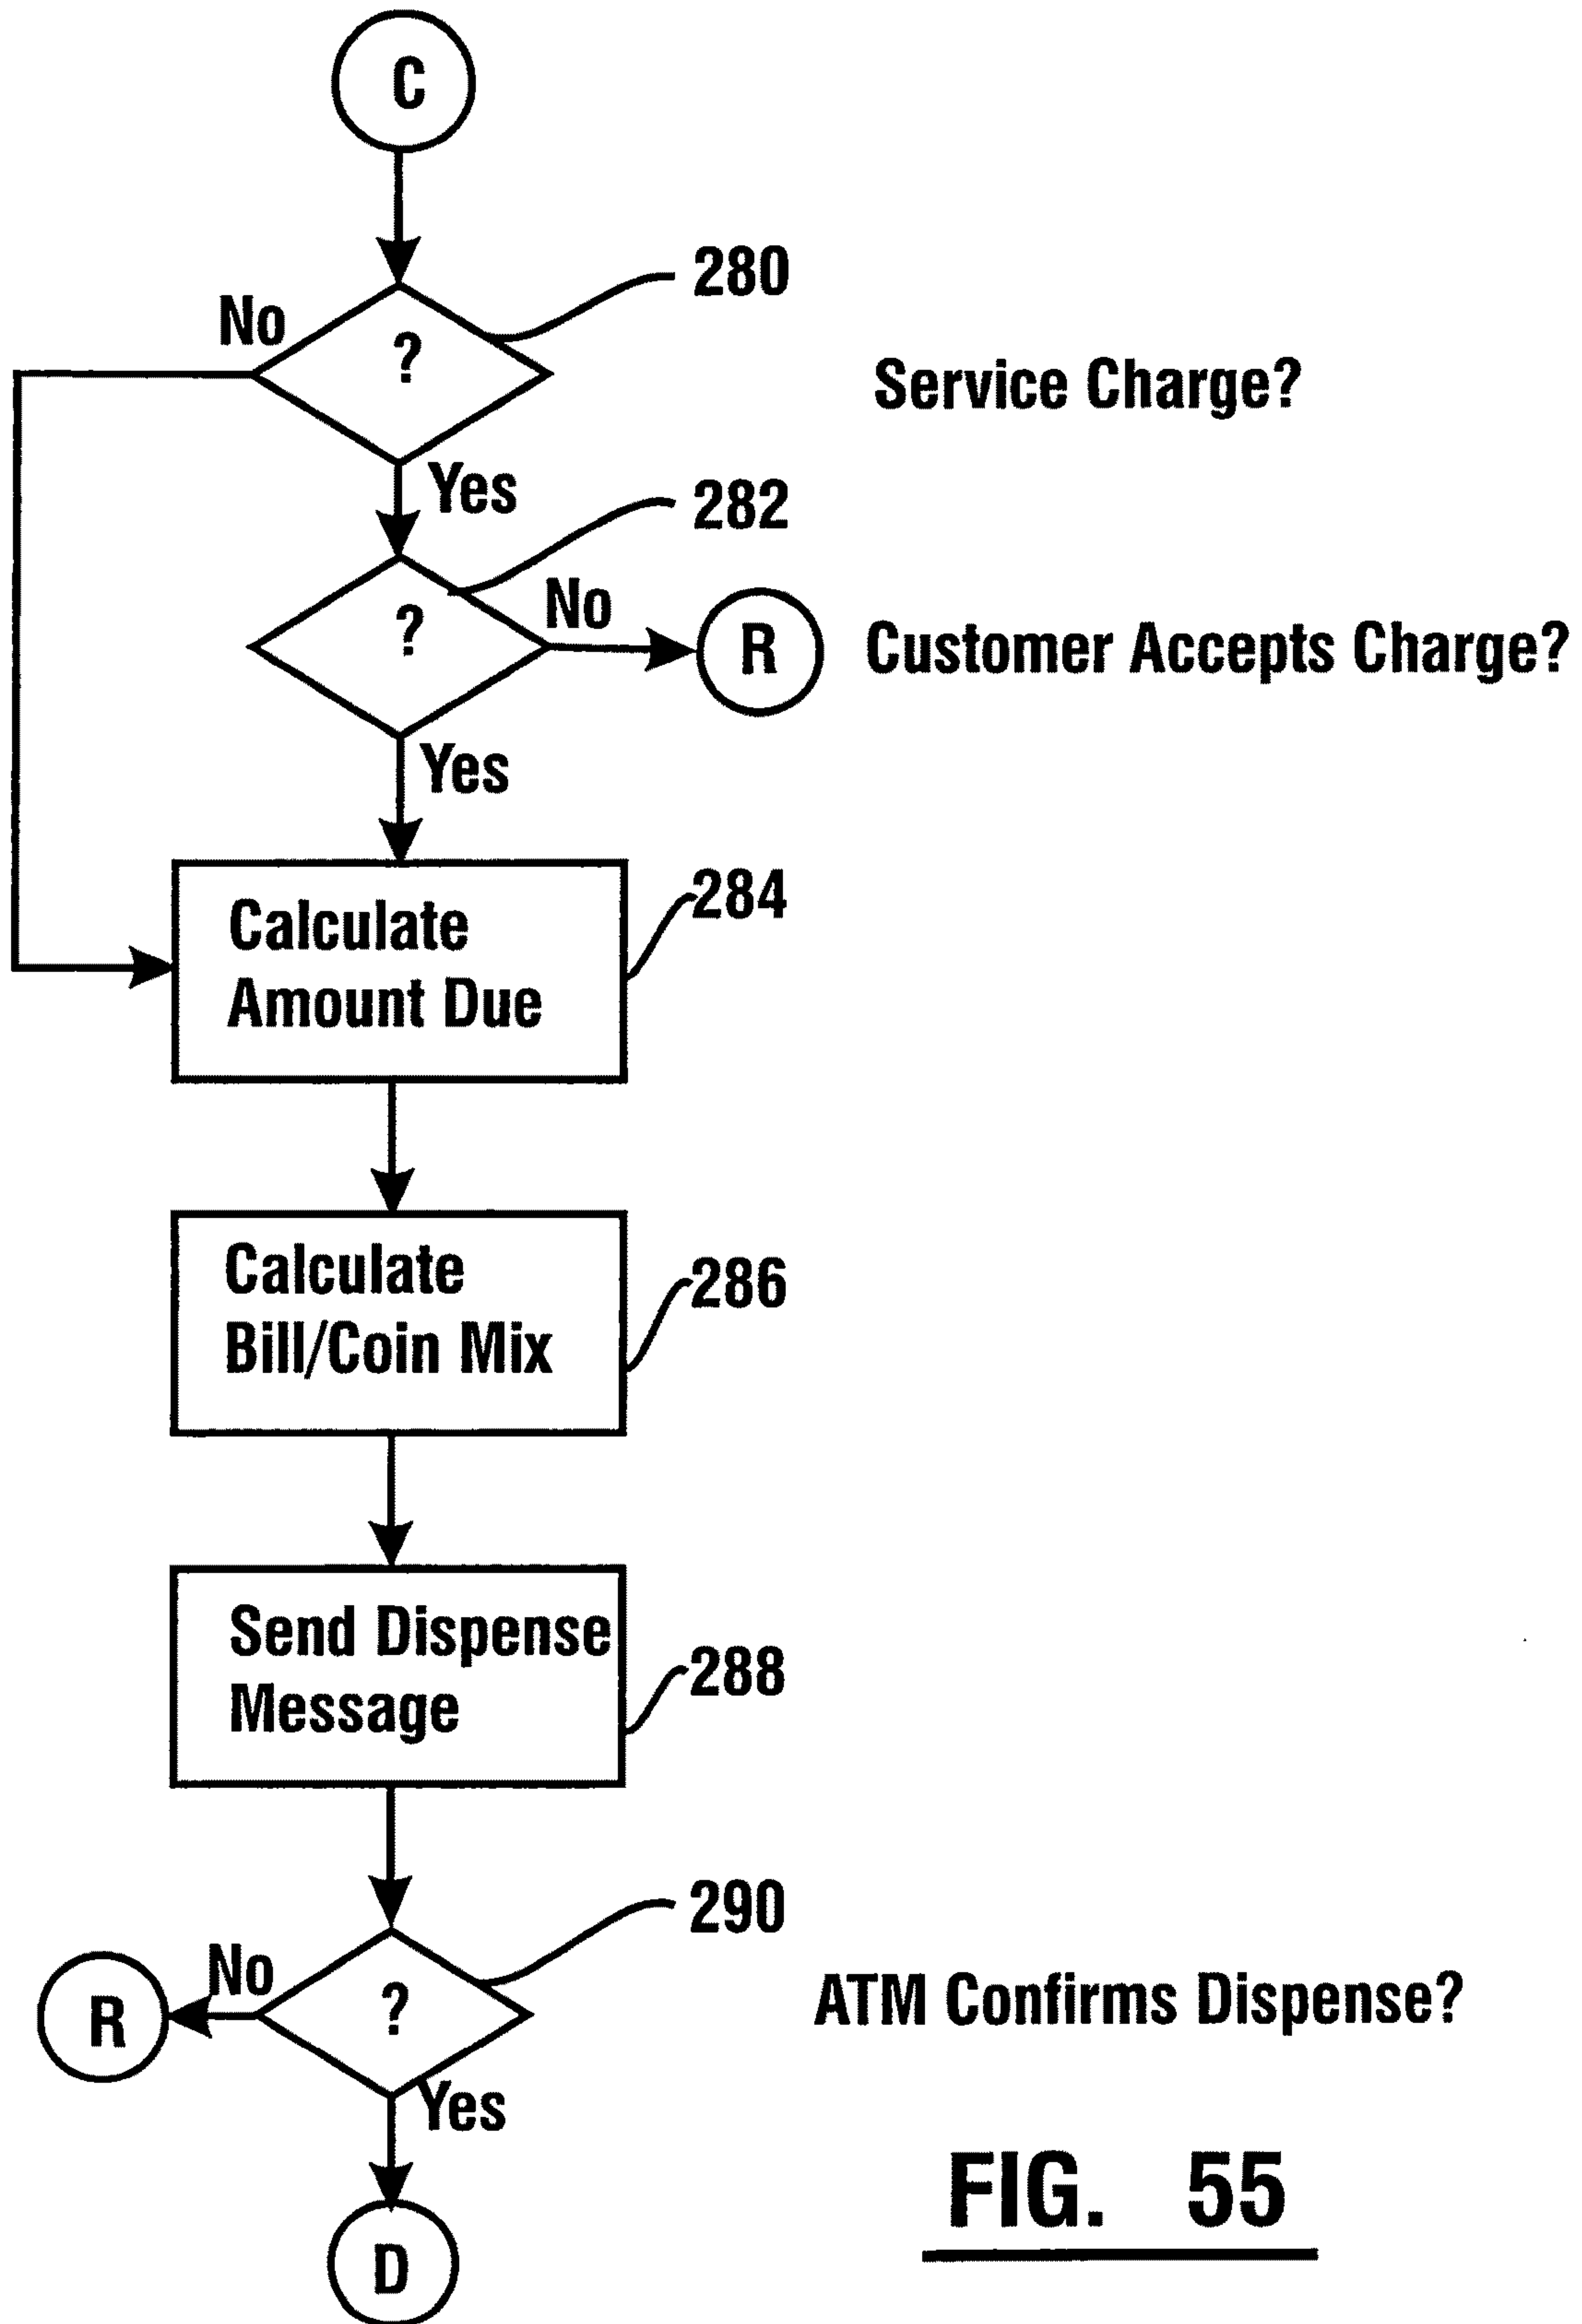 C
280
No
?
Service Charge?
Yes
282
No
?
R
Customer Accepts Charge?
Yes
284
Calculate
Amount Due
Calculate
286
Bill/Coin Mix
Send Dispense
288
Message
290
No
R
?
ATM Confirms Dispense?
Yes
D
FIG. 55